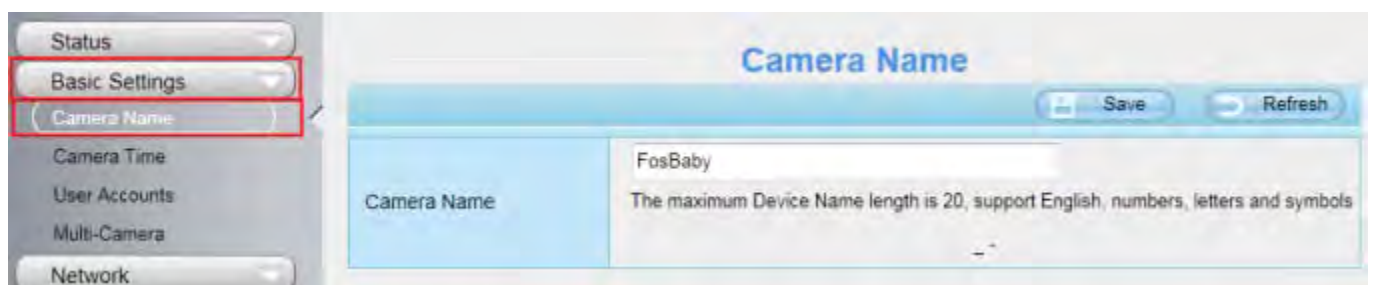 Status
Basic Settings
Camera Name
Camera Time
User Accounts
Multi-Camera
Network
Camera Name
Save
Refresh
Camera Name
FosBaby
The maximum Device Name length is 20, support English, numbers, letters and symbols
_ -